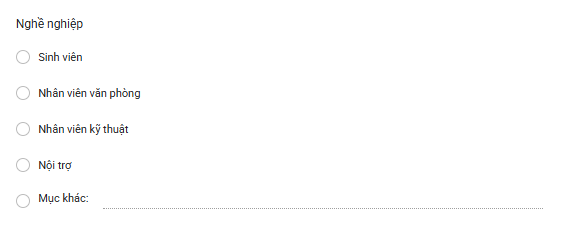 Nghề nghiệp
Sinh viên
Nhân viên văn phòng
Nhân viên kỹ thuật
Nội trợ
Mục khác: